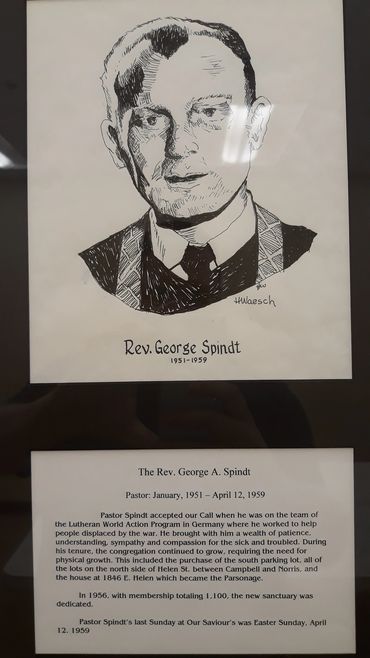 HWaesch
Rev. George Spindt
1951-1959
The Rev. George A. Spindt
Pastor: January, 1951 – April 12, 1959
Pastor Spindt accepted our Call when he was on the team of
the Lutheran World Action Program in Germany where he worked to help
people displaced by the war. He brought with him a wealth of patience,
understanding, sympathy and compassion for the sick and troubled. During
his tenure, the congregation continued to grow, requiring the need for
physical growth. This included the purchase of the south parking lot, all of
the lots on the north side of Helen St. between Campbell and Norris, and
the house at 1846 E. Helen which became the Parsonage.
In 1956, with membership totaling 1,100, the new sanctuary was
dedicated.
Pastor Spindt's last Sunday at Our Saviour's was Easter Sunday, April
12, 1959